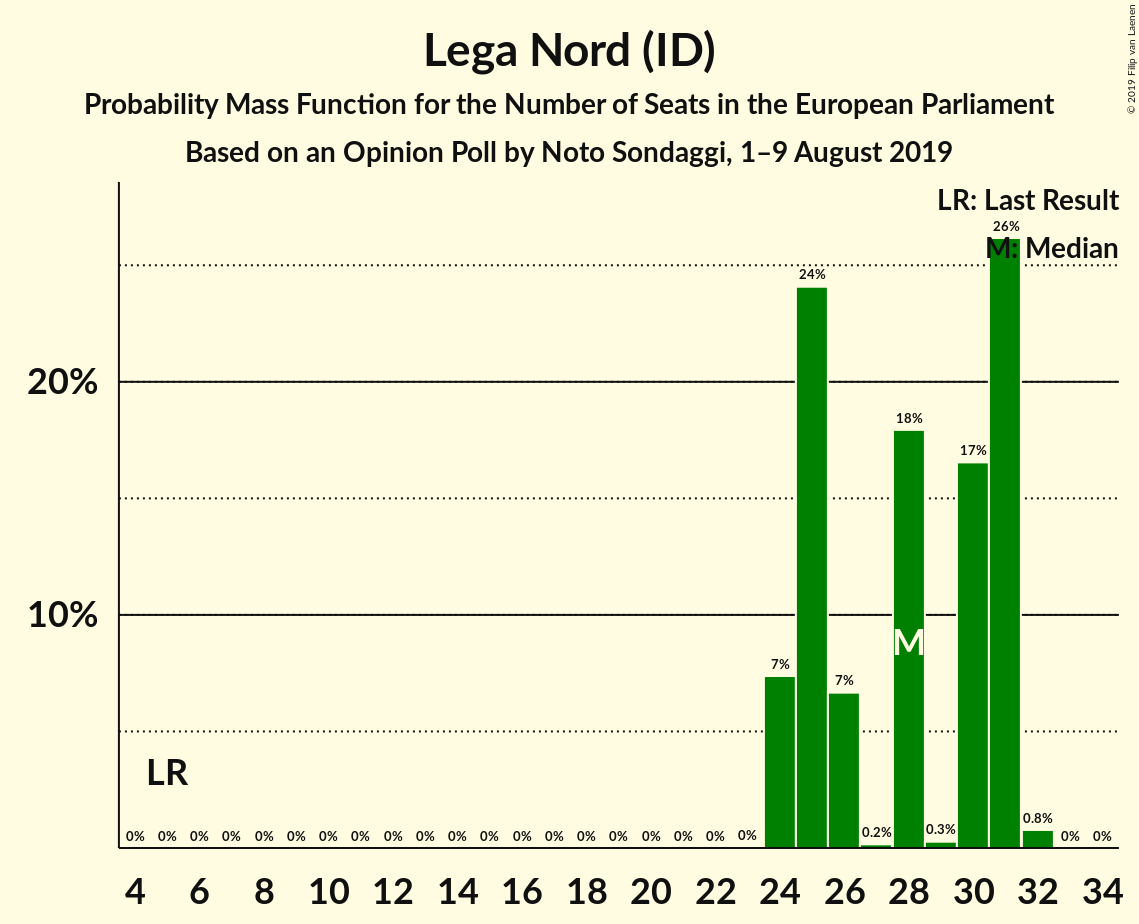 Lega Nord (ID)
Probability Mass Function for the Number of Seats in the European Parliament
Based on an Opinion Poll by Noto Sondaggi, 1–9 August 2019
© 2019 Filip van Laenen
LR: Last Result
M: Median
26%
24%
20%
18%
17%
10%
M
7%
7%
LR
0% 0% 0% 0% 0% 0% 0% 0% 0% 0% 0% 0% 0% 0% 0% 0% 0% 0% 0% 0% 0.2% 0.3% 0.8% 0% 0%
4 6 8 10 12 14 16 18 20 22 24 26 28 30 32 34